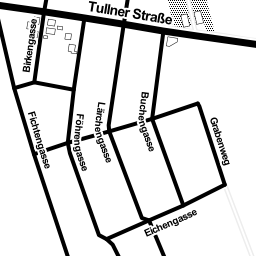 Tullner Straße
Birkengasse
Fichtengasse
Föhrengasse
Lärchengasse
Buchengasse
Grabenweg
Eichengasse